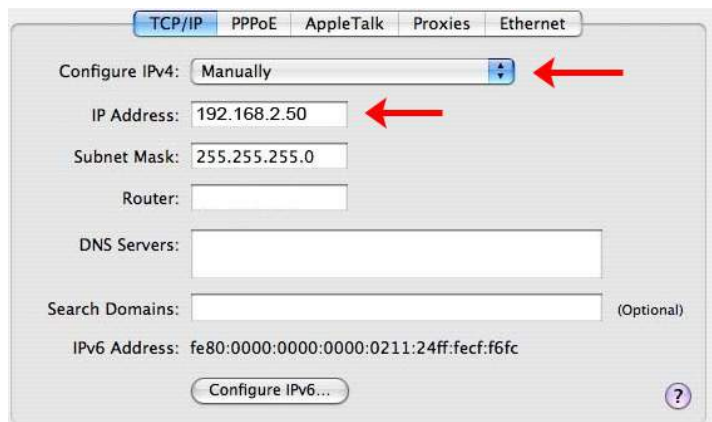 TCP/IP PPPoE AppleTalk Proxies Ethernet
Configure IPv4: Manually
IP Address: 192.168.2.50
Subnet Mask: 255.255.255.0
Router:
DNS Servers:
Search Domains: (Optional)
IPv6 Address: fe80:0000:0000:0000:0211:24ff:fecf:f6fc
Configure IPv6... ?